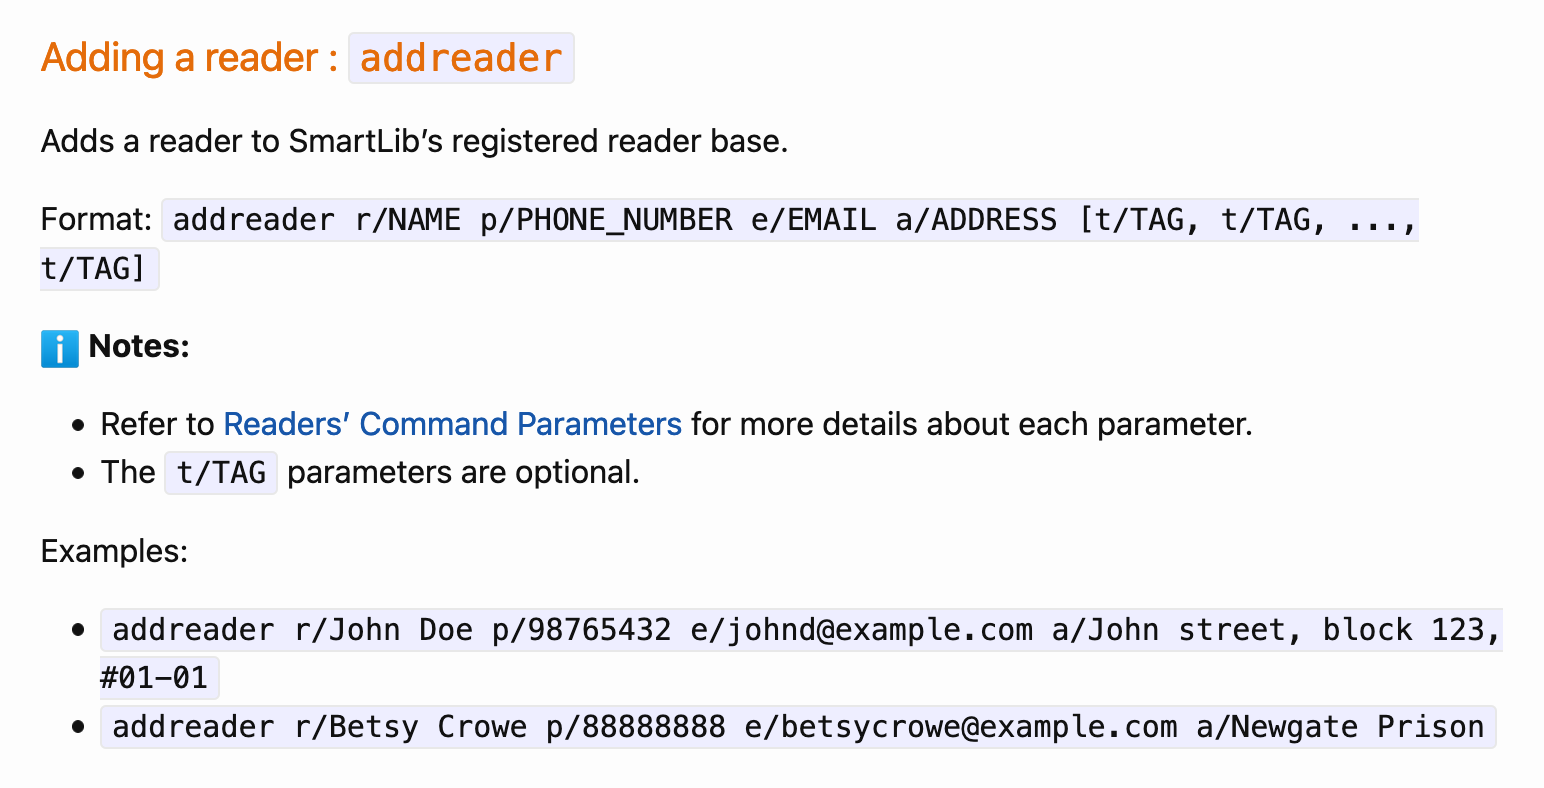 Adding a reader : addreader
Adds a reader to SmartLib’s registered reader base.
Format: addreader r/NAME p/PHONE_NUMBER e/EMAIL a/ADDRESS [t/TAG, t/TAG, ...,
t/TAG]
Notes:
• Refer to Readers’ Command Parameters for more details about each parameter.
• The t/TAG parameters are optional.
Examples:
• addreader r/John Doe p/98765432 e/johnd@example.com a/John street, block 123,
#01-01
• addreader r/Betsy Crowe p/88888888 e/betsycrowe@example.com a/Newgate Prison